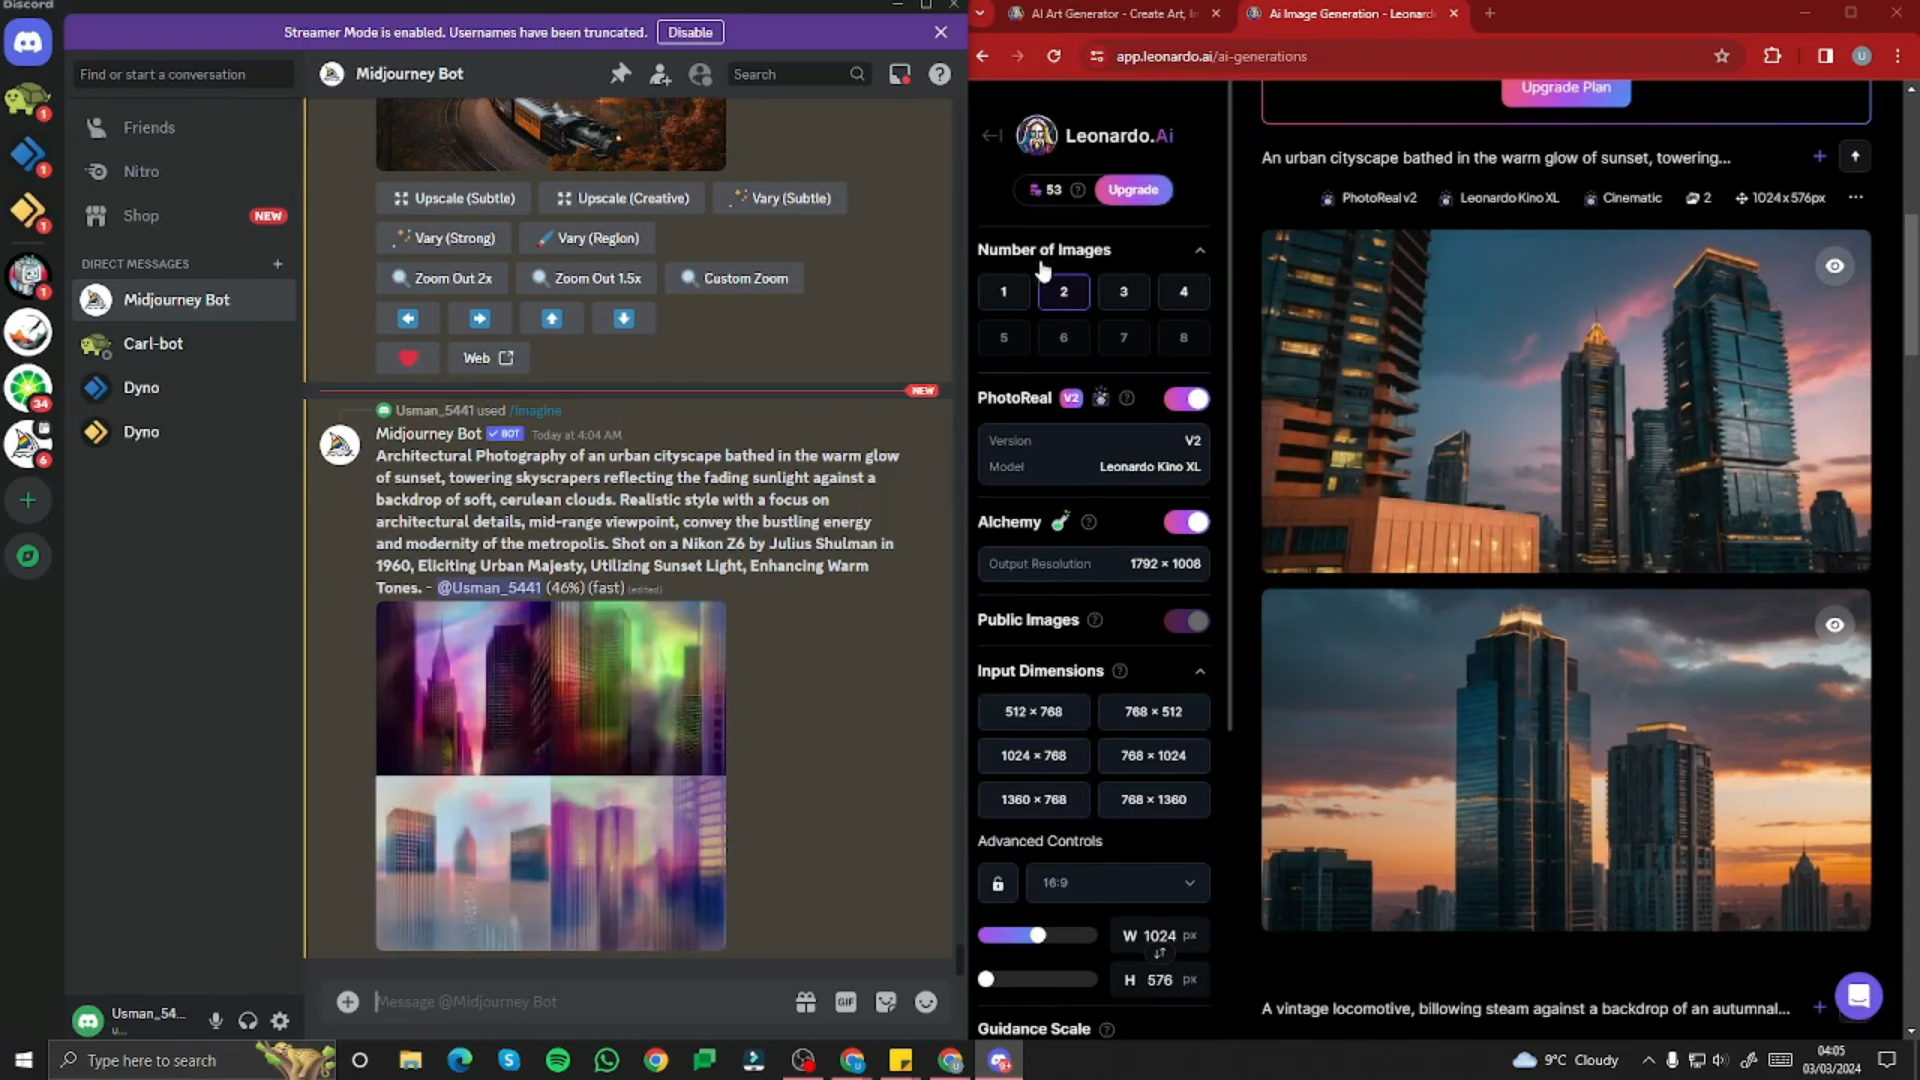 Discord
Streamer Mode is enabled. Usernames have been truncated.
Disable
Find or start a conversation
Midjourney Bot
Search
Friends
Nitro
Shop
NEW
DIRECT MESSAGES
Midjourney Bot
Carl-bot
Dyno
Dyno
1
1
1
1
34
6
Upscale (Subtle)
Upscale (Creative)
Vary (Subtle)
Vary (Strong)
Vary (Region)
Zoom Out 2x
Zoom Out 1.5x
Custom Zoom
Web
NEW
Usman_5441 used /imagine
Midjourney Bot BOT Today at 4:04 AM
Architectural Photography of an urban cityscape bathed in the warm glow
of sunset, towering skyscrapers reflecting the fading sunlight against a
backdrop of soft, cerulean clouds. Realistic style with a focus on
architectural details, mid-range viewpoint, convey the bustling energy
and modernity of the metropolis. Shot on a Nikon Z6 by Julius Shulman in
1960, Eliciting Urban Majesty, Utilizing Sunset Light, Enhancing Warm
Tones. - @Usman_5441 (46%) (fast) (edited)
Message @Midjourney Bot
GIF
Usman_54...
u...
AI Art Generator - Create Art, In
Ai Image Generation - Leonard
app.leonardo.ai/ai-generations
U
Leonardo.Ai
53
Upgrade
Number of Images
1
2
3
4
5
6
7
8
PhotoReal V2
Version V2
Model Leonardo Kino XL
Alchemy
Output Resolution 1792 × 1008
Public Images
Input Dimensions
512 × 768
768 × 512
1024 × 768
768 × 1024
1360 × 768
768 × 1360
Advanced Controls
16:9
W 1024 px
H 576 px
Guidance Scale
Upgrade Plan
An urban cityscape bathed in the warm glow of sunset, towering...
PhotoReal v2
Leonardo Kino XL
Cinematic
2
1024x576px
A vintage locomotive, billowing steam against a backdrop of an autumnal...
Type here to search
9°C Cloudy
04:05
03/03/2024